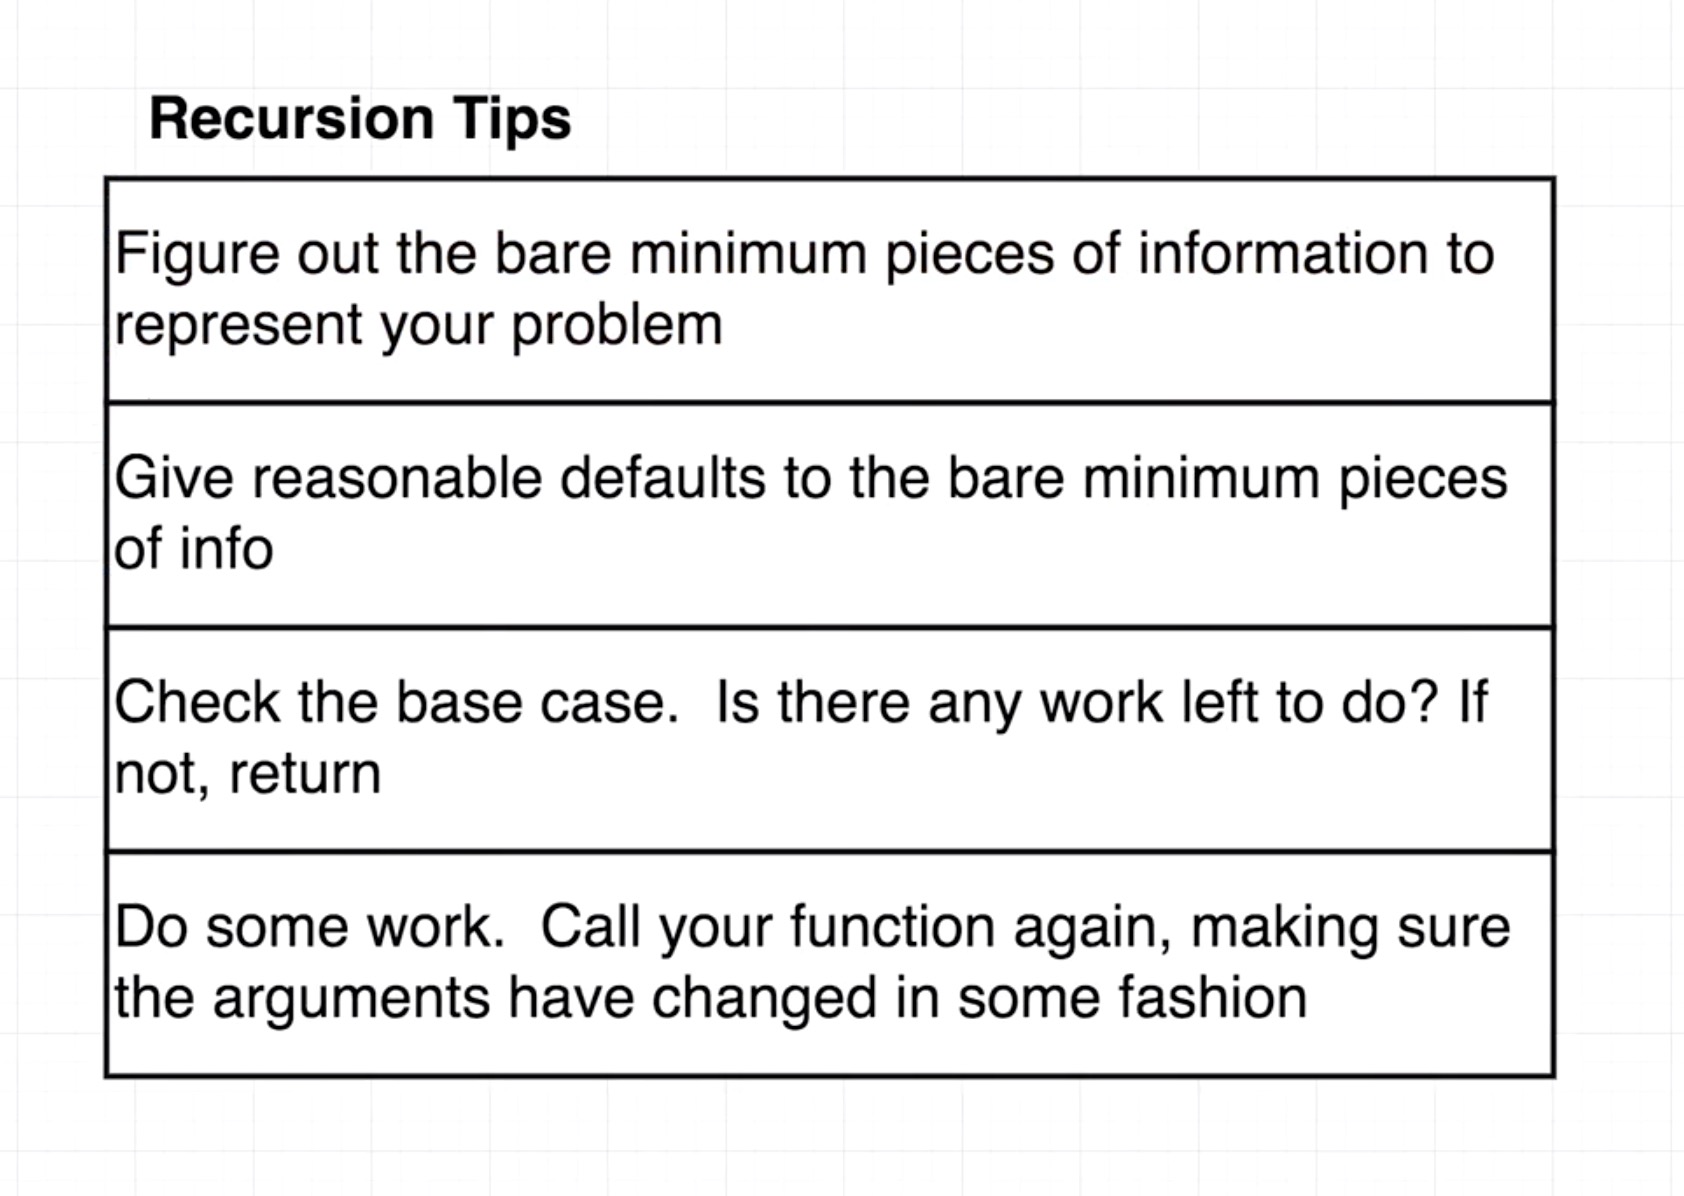 Recursion Tips
Figure out the bare minimum pieces of information to
represent your problem
Give reasonable defaults to the bare minimum pieces
of info
Check the base case.  Is there any work left to do? If
not, return
Do some work.  Call your function again, making sure
the arguments have changed in some fashion